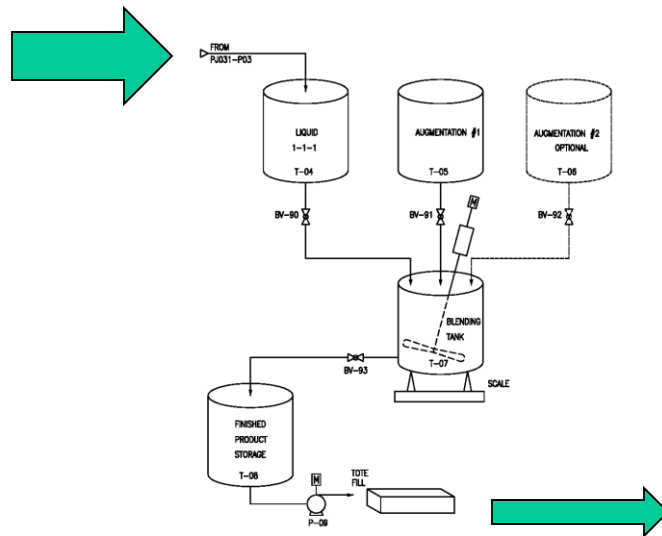 FROM
PJ031-P03
LIQUID
1-1-1
T-04
AUGMENTATION #1
T-05
AUGMENTATION #2
OPTIONAL
T-06
BV-90
BV-91
BV-92
M
BLENDING
TANK
T-07
BV-93
SCALE
FINISHED
PRODUCT
STORAGE
T-08
M
TOTE
FILL
P-09